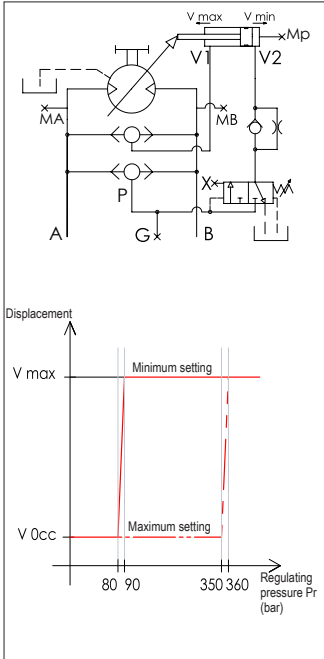 V max V min
Mp
V1 V2
MA MB
X
P
A G B
Displacement
V max
Minimum setting
V 0cc
Maximum setting
80 90 350 360
Regulating
pressure Pr
(bar)